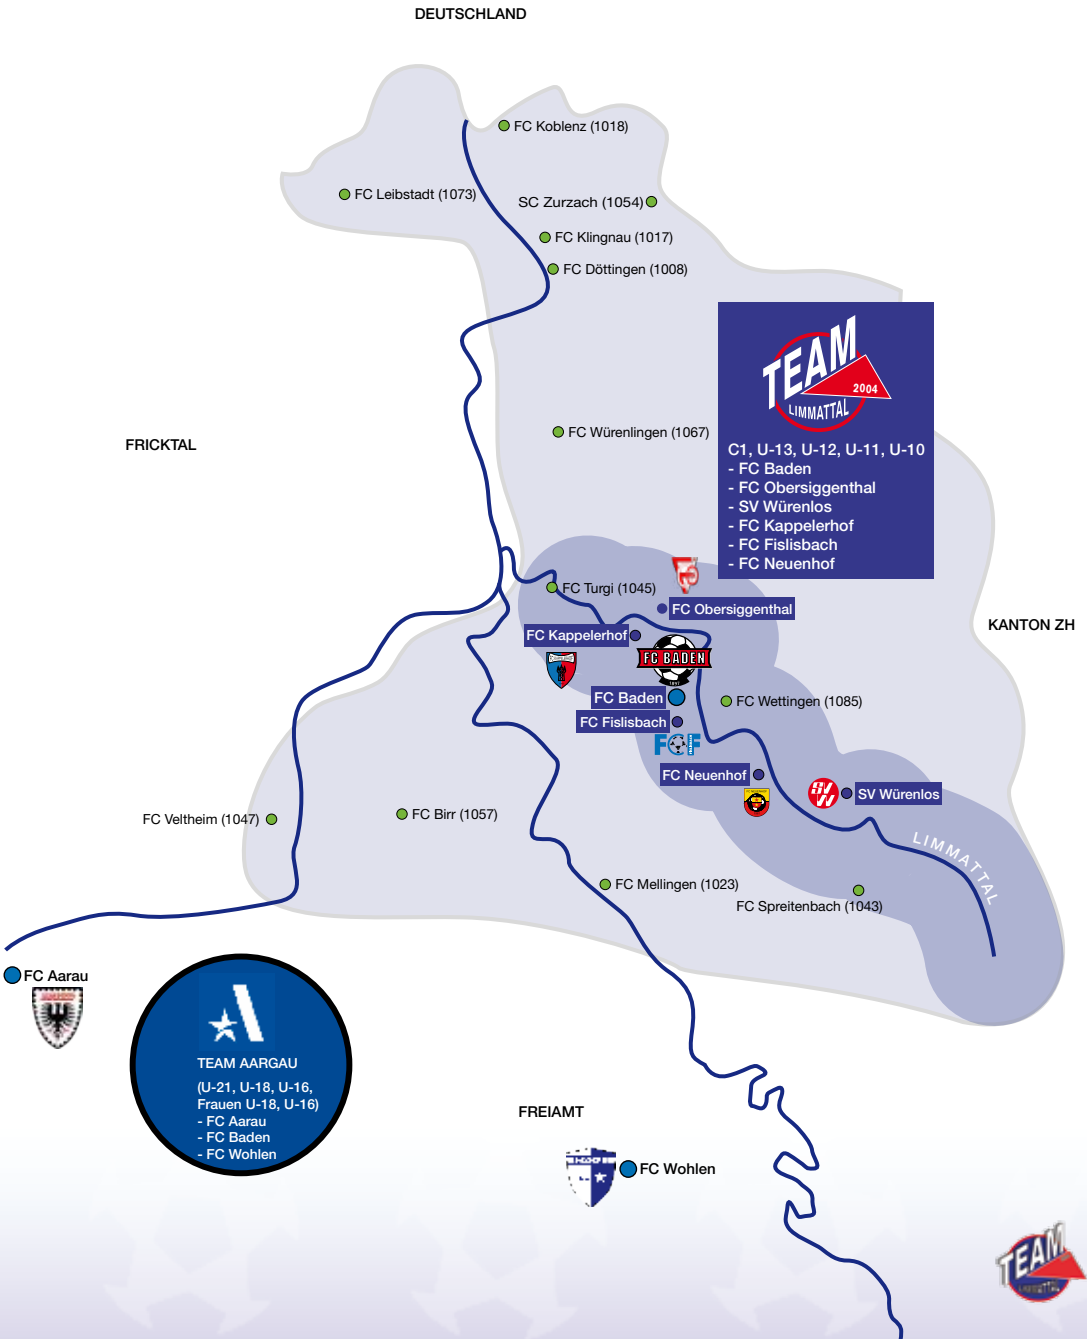 DEUTSCHLAND
FC Koblenz (1018)
FC Leibstadt (1073)
SC Zurzach (1054)
FC Klingnau (1017)
FC Döttingen (1008)
TEAM
2004
LIMMATTAL
FC Würenlingen (1067)
FRICKTAL
C1, U-13, U-12, U-11, U-10
- FC Baden
- FC Obersiggenthal
- SV Würenlos
- FC Kappelerhof
- FC Fislisbach
- FC Neuenhof
FC Turgi (1045)
FC Obersiggenthal
KANTON ZH
FC Kappelerhof
FC BADEN
1897
FC Baden
FC Wettingen (1085)
FC Fislisbach
FCF
FC Neuenhof
SVW
SV Würenlos
FC Veltheim (1047)
FC Birr (1057)
LIMMATTAL
FC Mellingen (1023)
FC Spreitenbach (1043)
FC Aarau
TEAM AARGAU
(U-21, U-18, U-16,
Frauen U-18, U-16)
- FC Aarau
- FC Baden
- FC Wohlen
FREIAMT
FC Wohlen
TEAM
LIMMATTAL